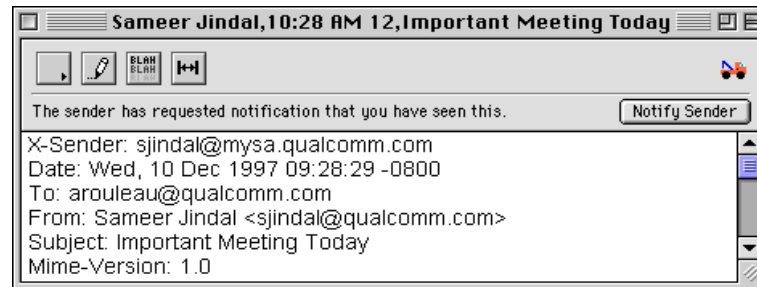 Sameer Jindal,10:28 AM 12,Important Meeting Today
BLAH
BLAH
BLAH
The sender has requested notification that you have seen this.
Notify Sender
X-Sender: sjindal@mysa.qualcomm.com
Date: Wed, 10 Dec 1997 09:28:29 -0800
To: arouleau@qualcomm.com
From: Sameer Jindal <sjindal@qualcomm.com>
Subject: Important Meeting Today
Mime-Version: 1.0